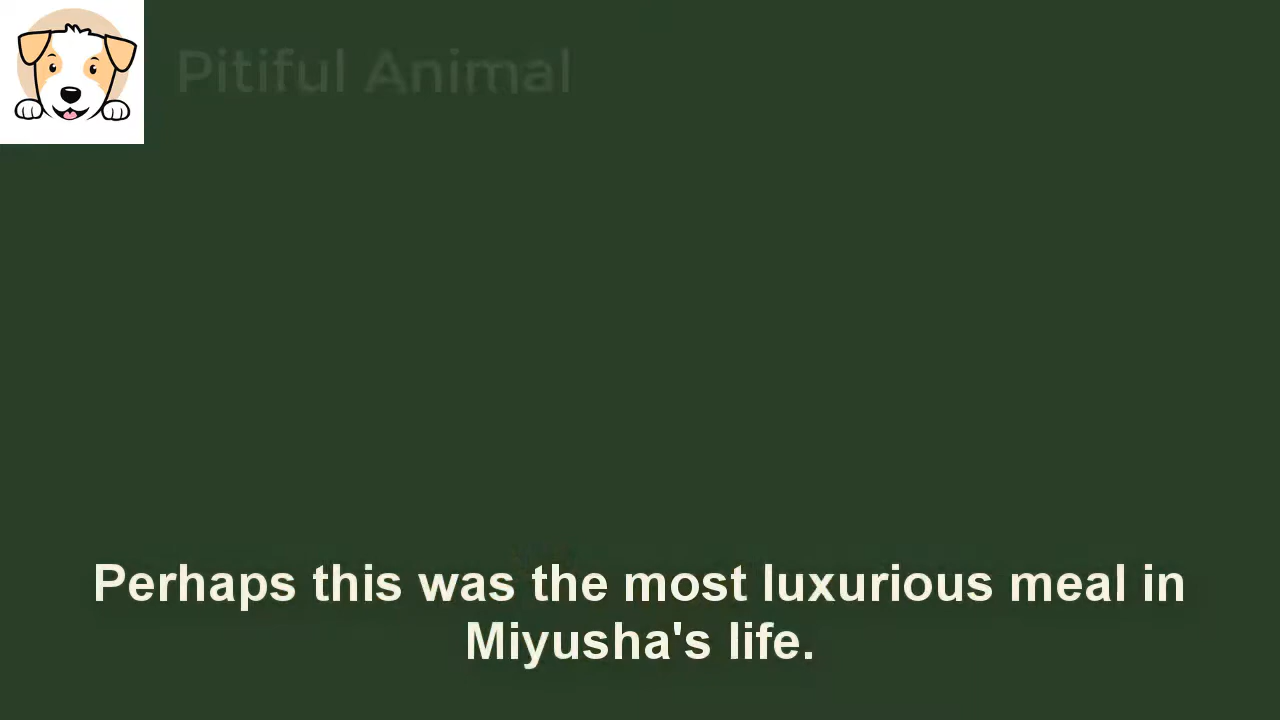 Pitiful Animal
Perhaps this was the most luxurious meal in
Miyusha's life.